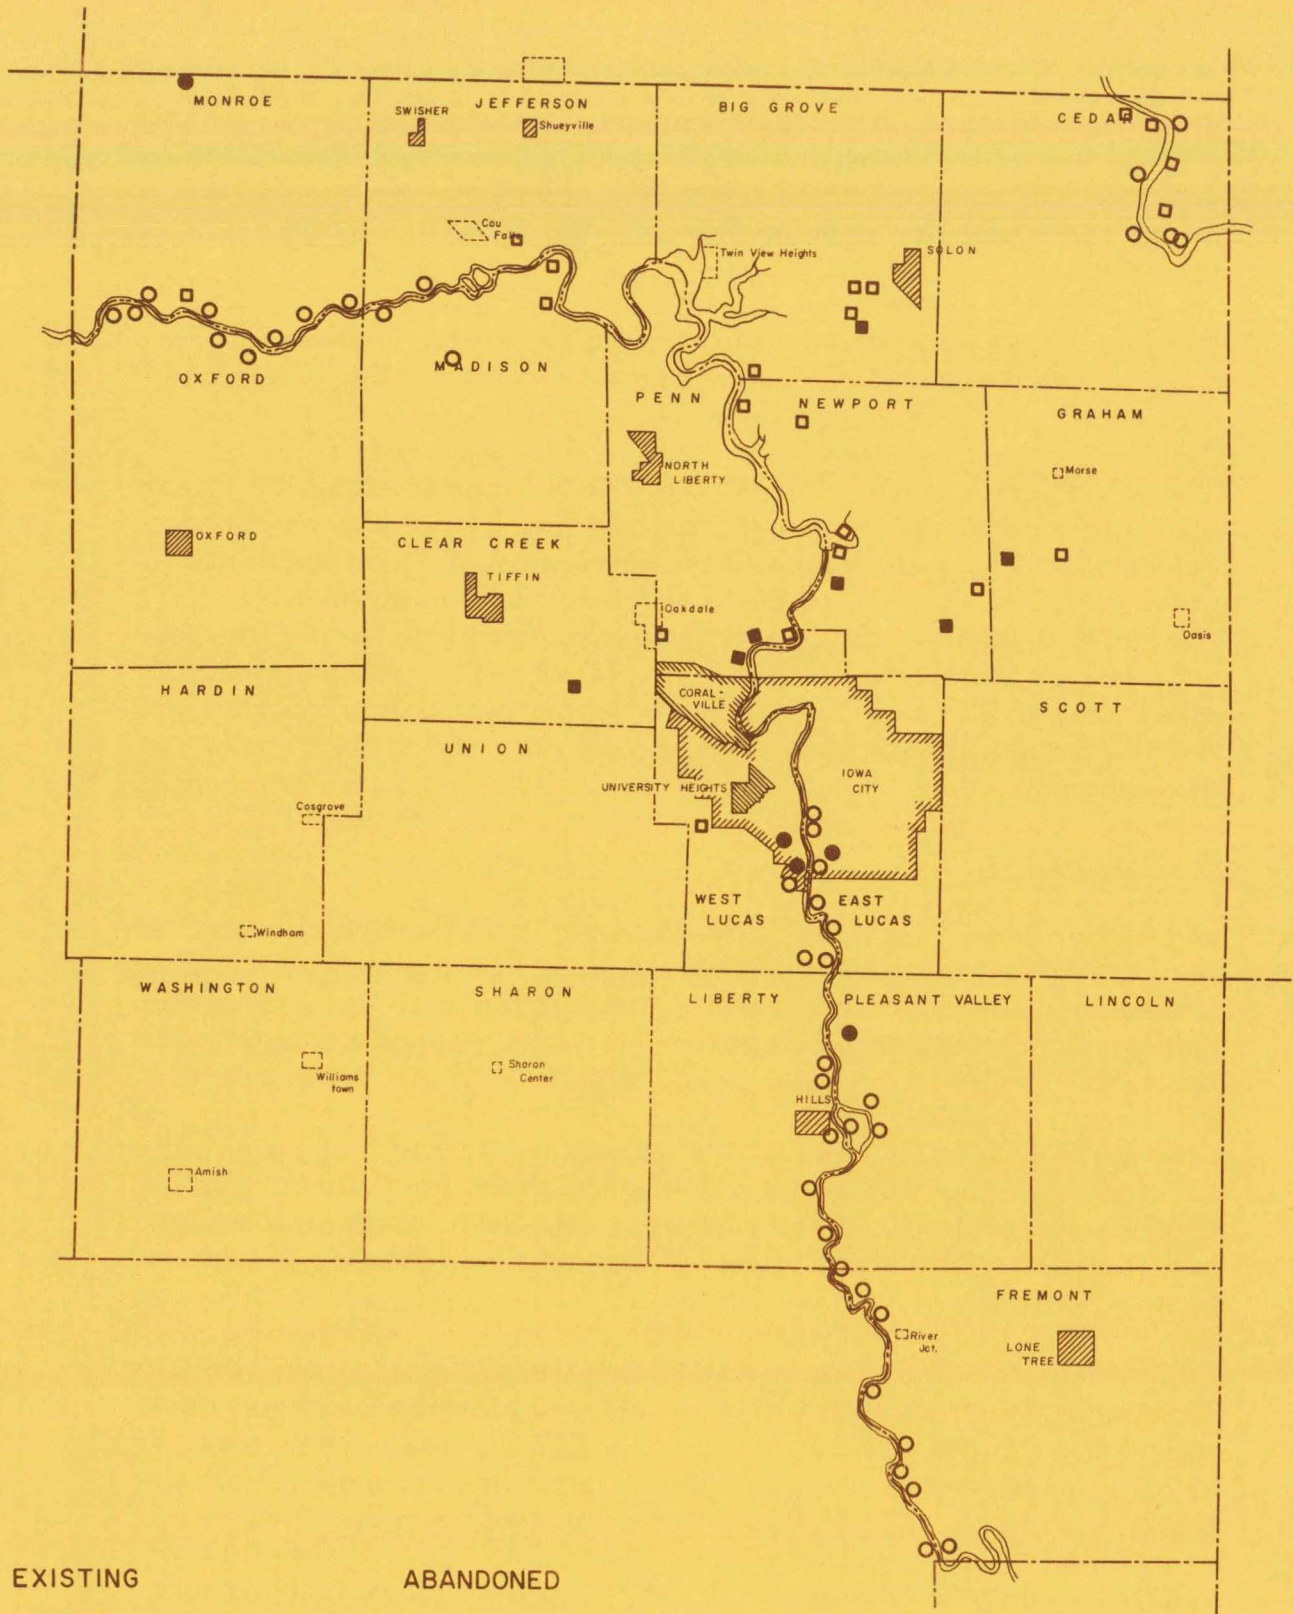 MONROE
JEFFERSON
BIG GROVE
CEDAR
SWISHER
Shueyville
Cou
Falls
Twin View Heights
SOLON
OXFORD
MADISON
PENN
NEWPORT
GRAHAM
NORTH
LIBERTY
Morse
OXFORD
CLEAR CREEK
TIFFIN
Oakdale
Oasis
HARDIN
CORAL-
VILLE
SCOTT
UNION
IOWA
CITY
UNIVERSITY HEIGHTS
Cosgrove
WEST
LUCAS
EAST
LUCAS
Windham
WASHINGTON
SHARON
LIBERTY
PLEASANT VALLEY
LINCOLN
Williams
town
Sharon
Center
HILLS
Amish
FREMONT
River
Jct.
LONE
TREE
EXISTING
ABANDONED